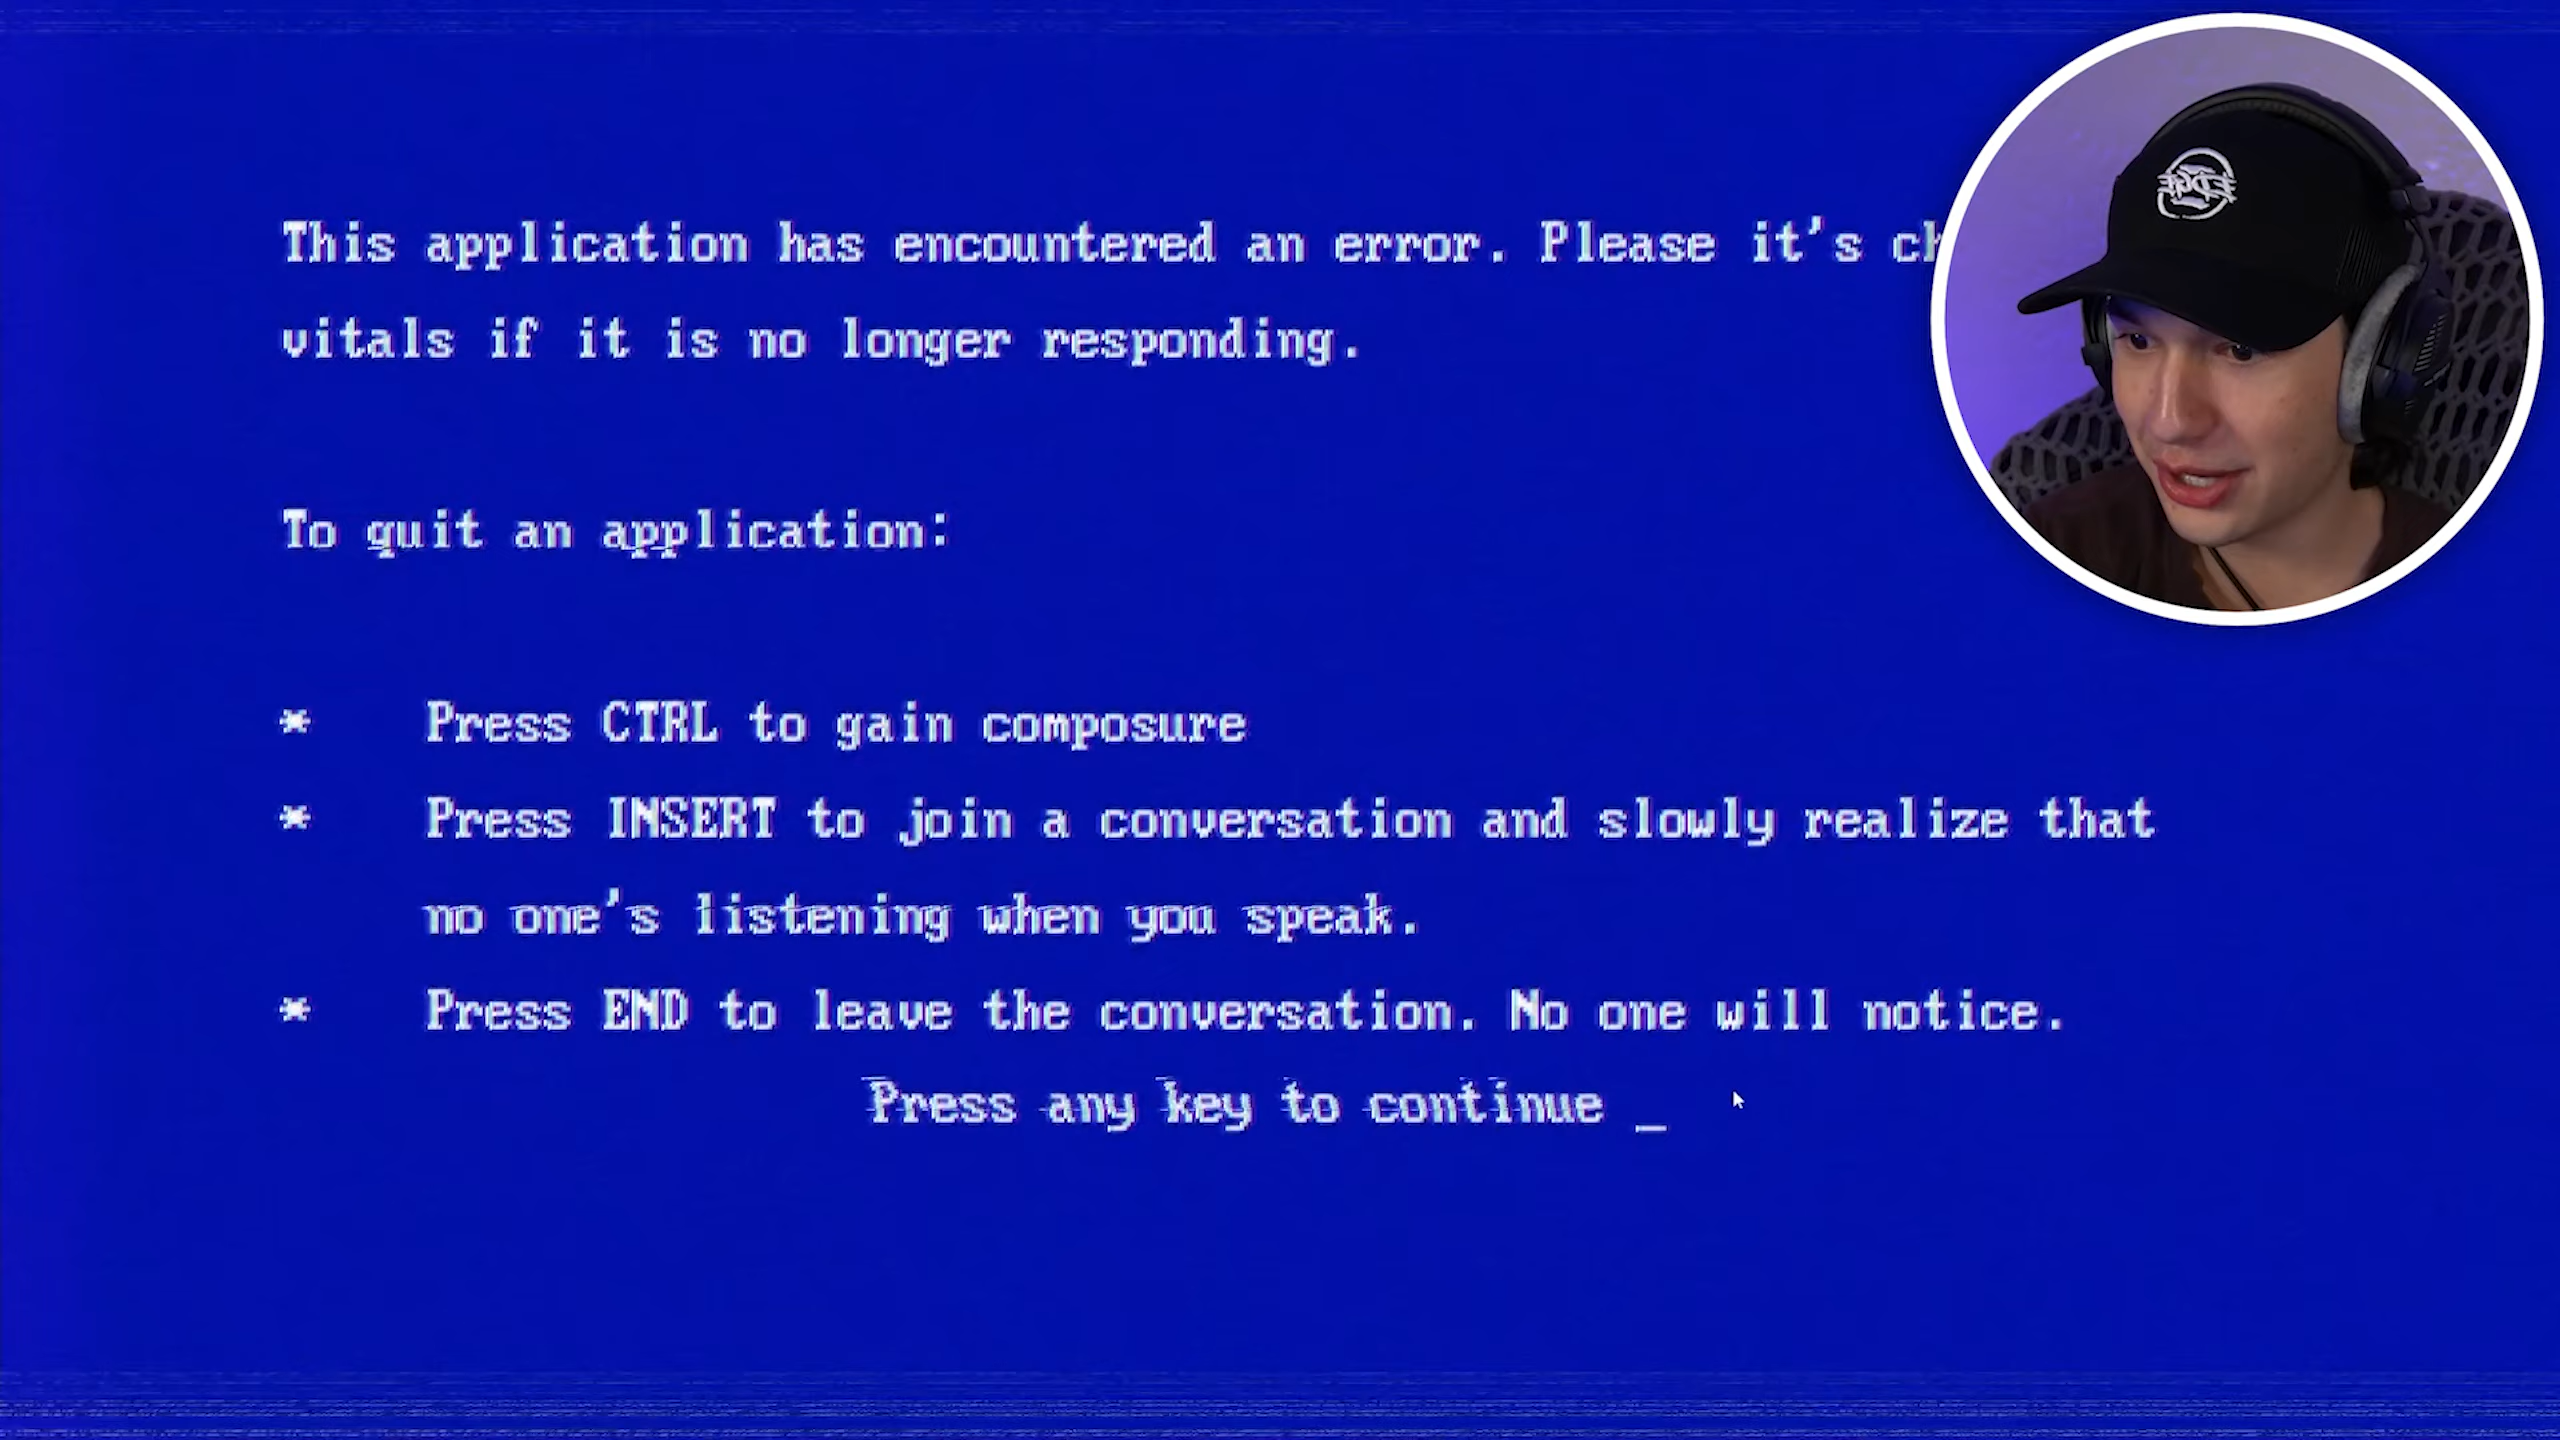 This application has encountered an error. Please it's
vitals if it is no longer responding.
To quit an application:
* Press CTRL to gain composure
* Press INSERT to join a conversation and slowly realize that
no one's listening when you speak.
* Press END to leave the conversation. No one will notice.
Press any key to continue _